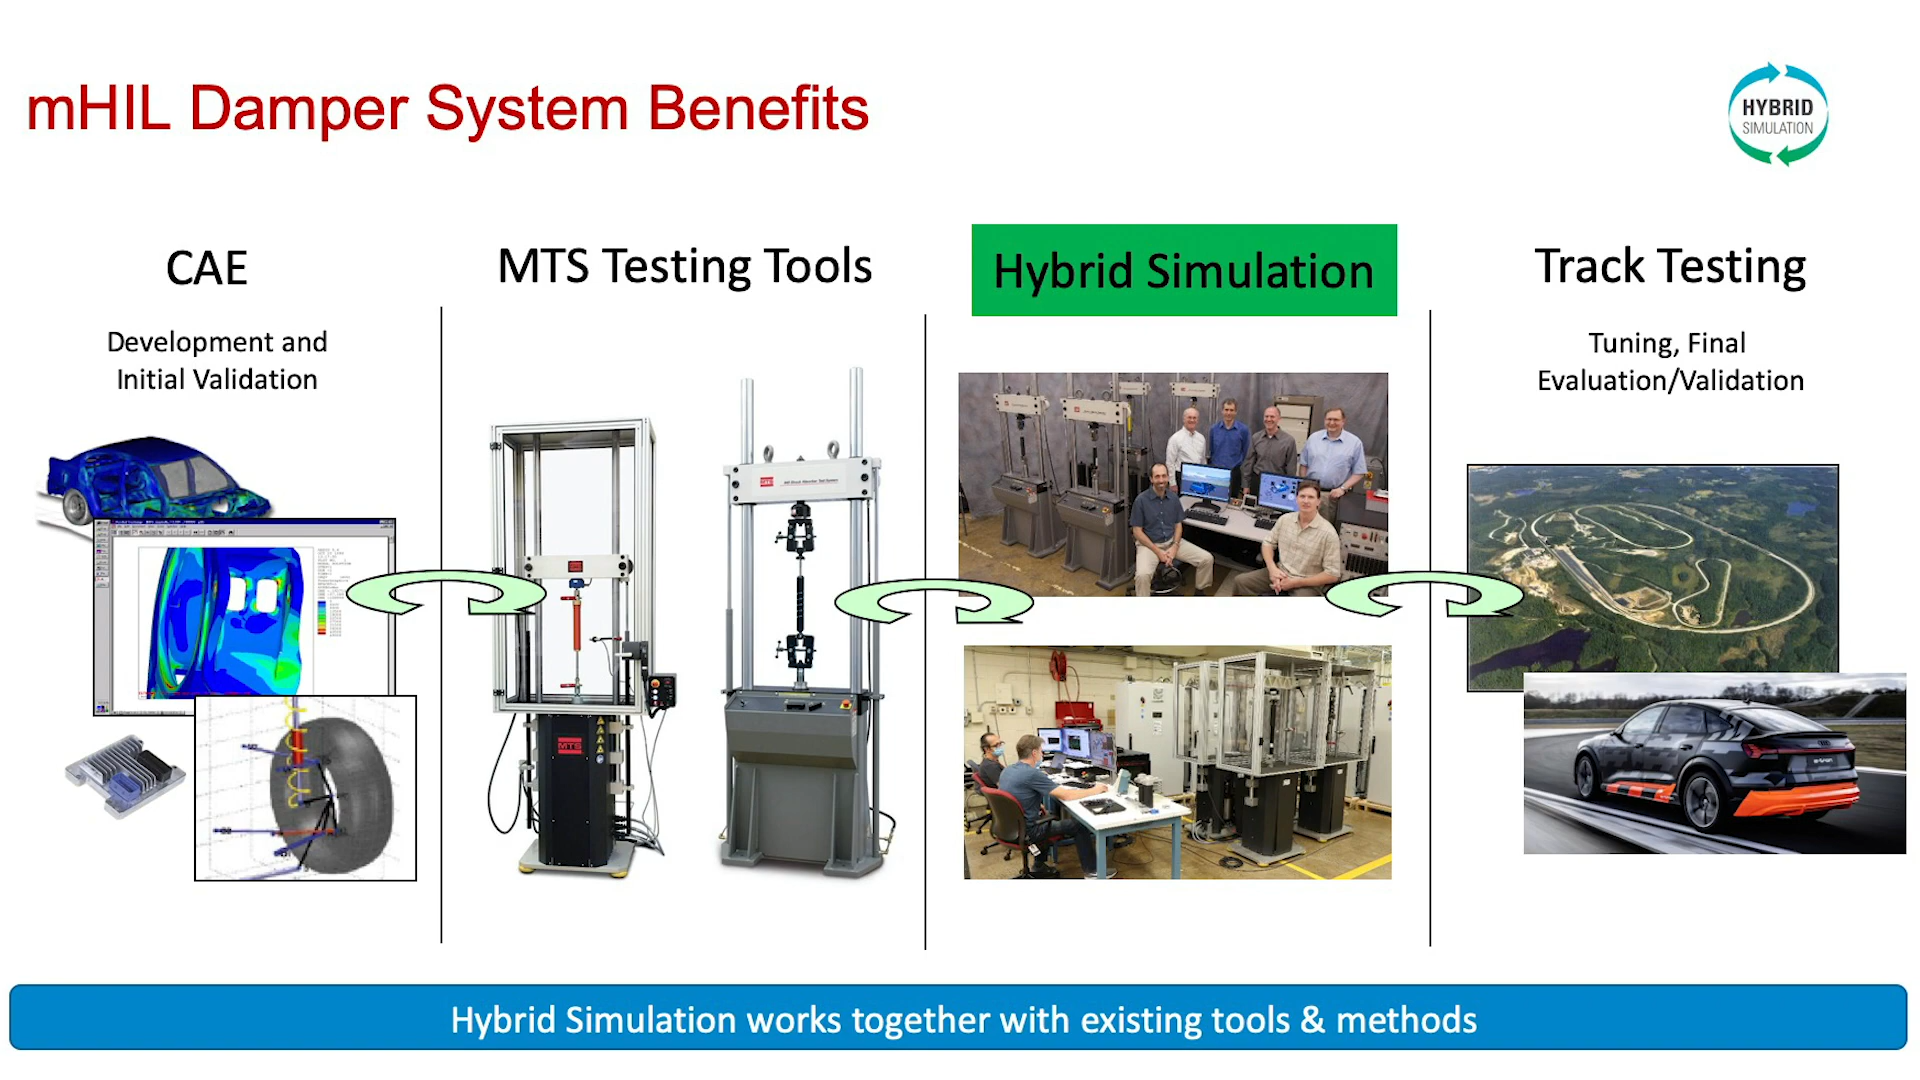 mHIL Damper System Benefits
HYBRID
SIMULATION
CAE
MTS Testing Tools
Hybrid Simulation
Track Testing
Development and
Initial Validation
Tuning, Final
Evaluation/Validation
MTS
MTS
Hybrid Simulation works together with existing tools & methods